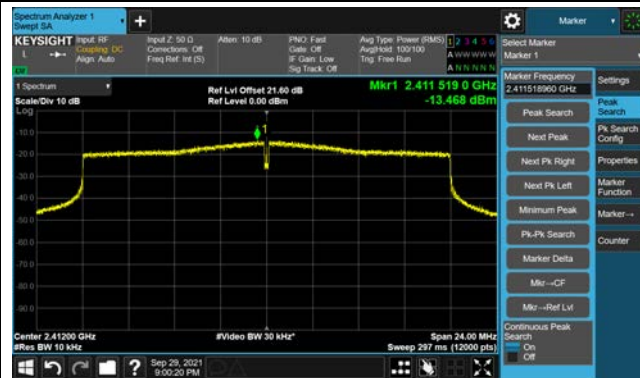 Spectrum Analyzer 1
Swept SA
Marker
KEYSIGHT
Input: RF
Coupling: DC
Align: Auto
Input Z: 50 Ω
Corrections: Off
Freq Ref: Int (S)
Atten: 10 dB
PNO: Fast
Gate: Off
IF Gain: Low
Sig Track: Off
Avg Type: Power (RMS)
Avg|Hold: 100/100
Trig: Free Run
1 2 3 4 5 6
A W W W W W
A N N N N N
Select Marker
Marker 1
1 Spectrum
Scale/Div 10 dB
Log
Ref Lvl Offset 21.60 dB
Ref Level 0.00 dBm
Mkr1 2.411 519 0 GHz
-13.468 dBm
1
-10.0
-20.0
-30.0
-40.0
-50.0
-60.0
-70.0
-80.0
-90.0
Center 2.41200 GHz
#Res BW 10 kHz
#Video BW 30 kHz*
Span 24.00 MHz
Sweep 297 ms (12000 pts)
Marker Frequency
2.411518960 GHz
Peak Search
Next Peak
Next Pk Right
Next Pk Left
Minimum Peak
Pk-Pk Search
Marker Delta
Mkr→CF
Mkr→Ref Lvl
Continuous Peak
Search
On
Off
Settings
Peak
Search
Pk Search
Config
Properties
Marker
Function
Marker→
Counter
?
Sep 29, 2021
9:00:20 PM